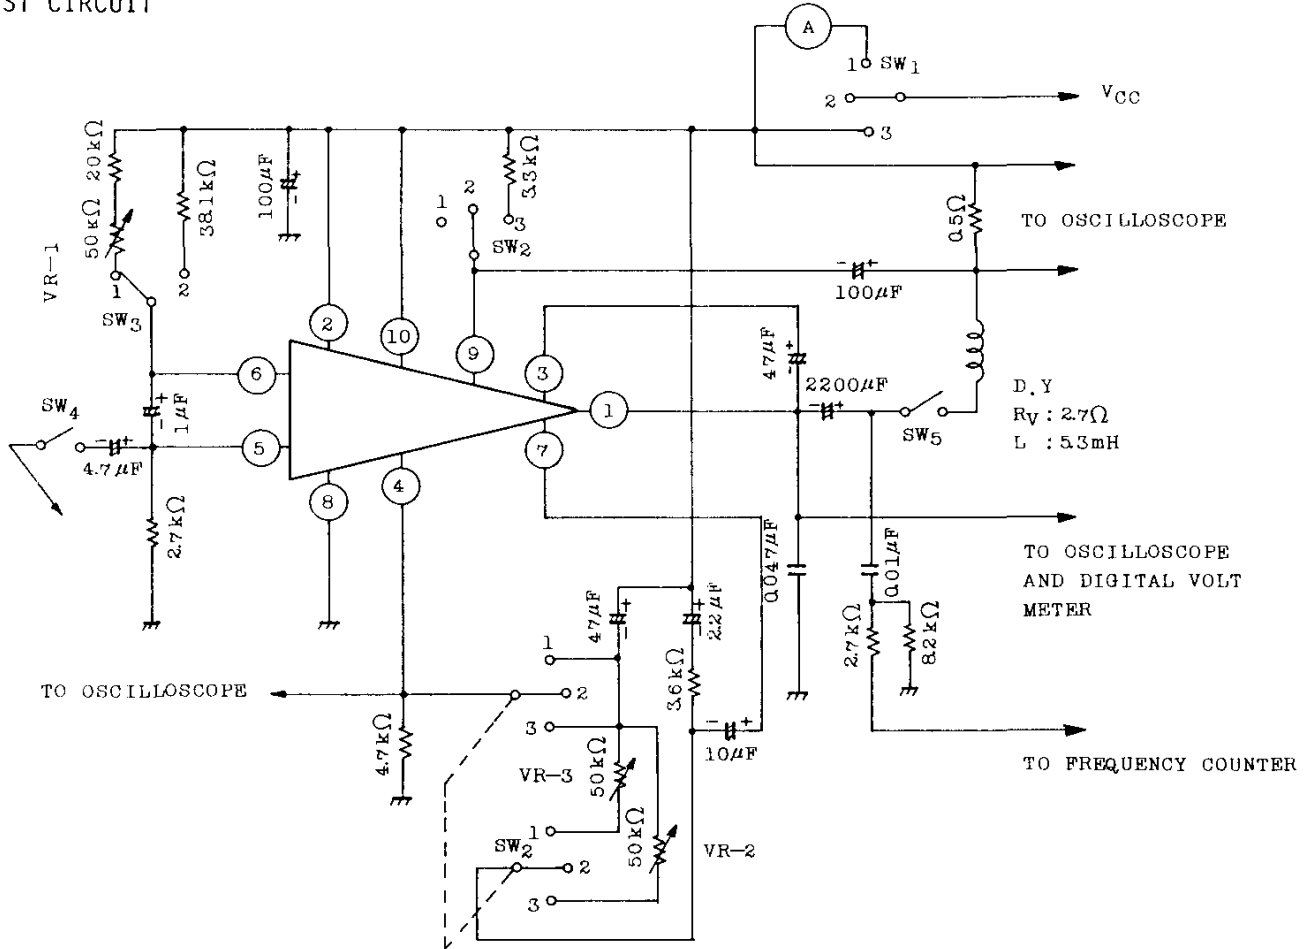 ST CIRCUIT
A
1 SW1
2 VCC
3
20kΩ
50kΩ
VR-1
38.1kΩ
100µF + -
1 2
SW3
3.3kΩ
1 2 3
SW2
0.5Ω
TO OSCILLOSCOPE
- + 100µF
2 10 9 3 6 5 8 4 7 1
47µF + -
2200µF - +
SW5
D.Y
RV : 2.7Ω
L : 5.3mH
SW4
- + 4.7µF
+ - 1µF
2.7kΩ
0.047µF
0.01µF
TO OSCILLOSCOPE
AND DIGITAL VOLT
METER
2.7kΩ
8.2kΩ
47µF + -
2.2µF + -
3.6kΩ
- + 10µF
TO OSCILLOSCOPE
4.7kΩ
1
2
3
VR-3
50kΩ
TO FREQUENCY COUNTER
1
SW2
2
3
50kΩ
VR-2